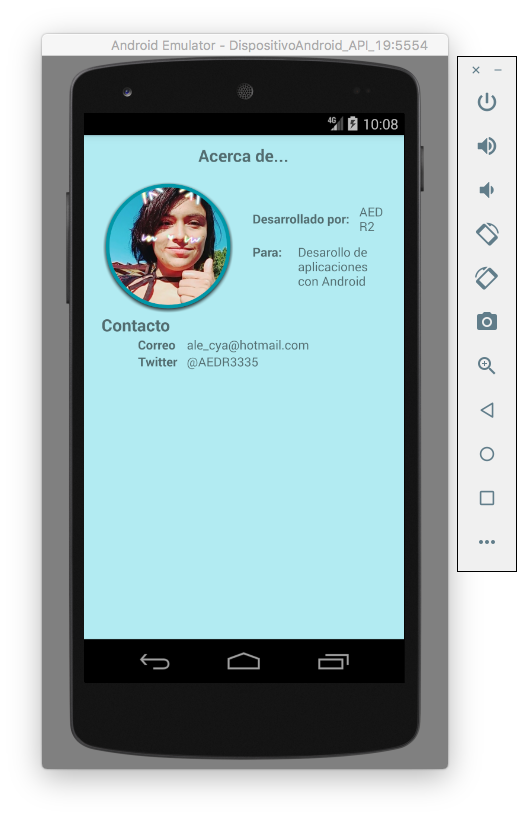 Android Emulator - DispositivoAndroid_API_19:5554
4G 10:08
Acerca de...
Desarrollado por: AED
R2
Para: Desarollo de
aplicaciones
con Android
Contacto
Correo ale_cya@hotmail.com
Twitter @AEDR3335